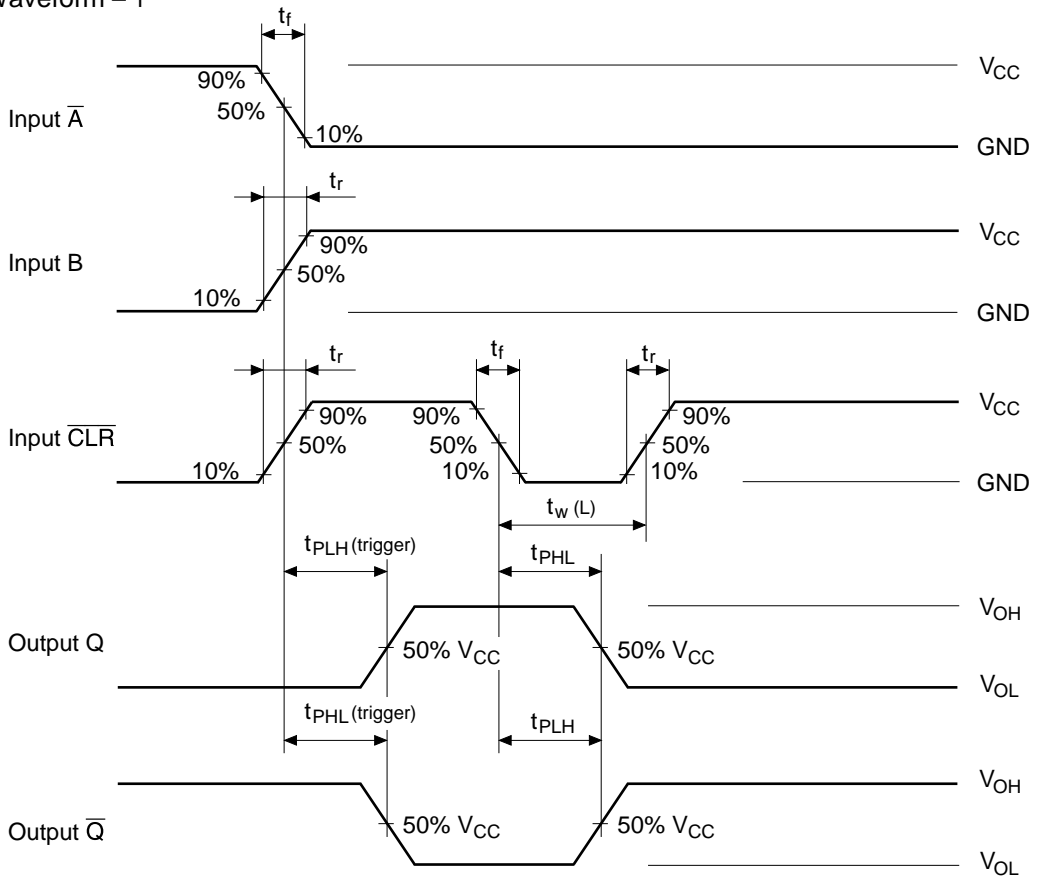 Waveform – 1
tf
VCC
90%
50%
Input A̅
10%
GND
tr
VCC
90%
Input B
50%
10%
GND
tr
tf
tr
VCC
90%
90%
90%
Input C̅L̅R̅
50%
50%
50%
10%
10%
10%
GND
tw (L)
tPLH (trigger)
tPHL
VOH
Output Q
50% VCC
50% VCC
VOL
tPHL (trigger)
tPLH
VOH
Output Q̅
50% VCC
50% VCC
VOL